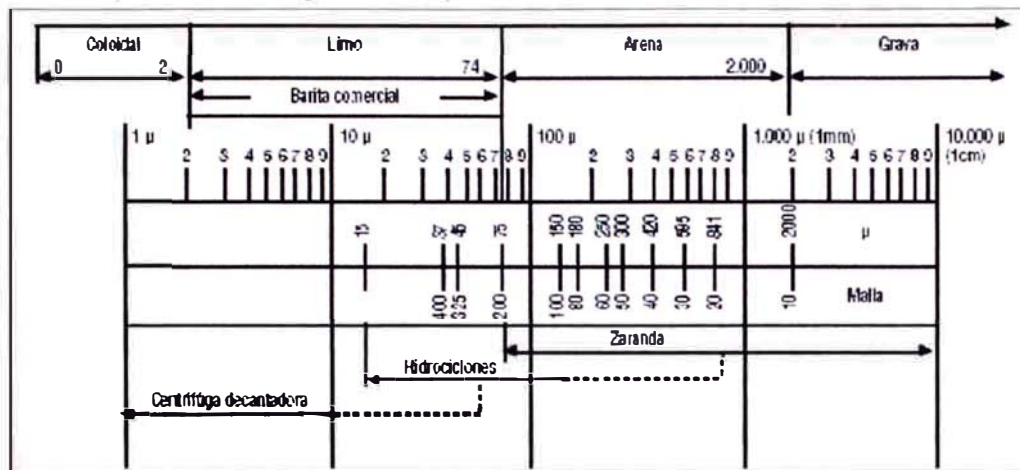 Coloidal Limo Arena Grava
0 2 74 2.000
Barita comercial
1 µ 10 µ 100 µ 1.000 µ (1mm) 10.000 µ
(1cm)
2 3 4 5 6 7 8 9 2 3 4 5 6 7 8 9 2 3 4 5 6 7 8 9 2 3 4 5 6 7 8 9
15 37 45 75 150 180 250 300 420 595 841 2000 µ
400 325 200 100 80 60 50 40 30 20 10 Malla
Zaranda
Hidrociclones
Centrífuga decantadora